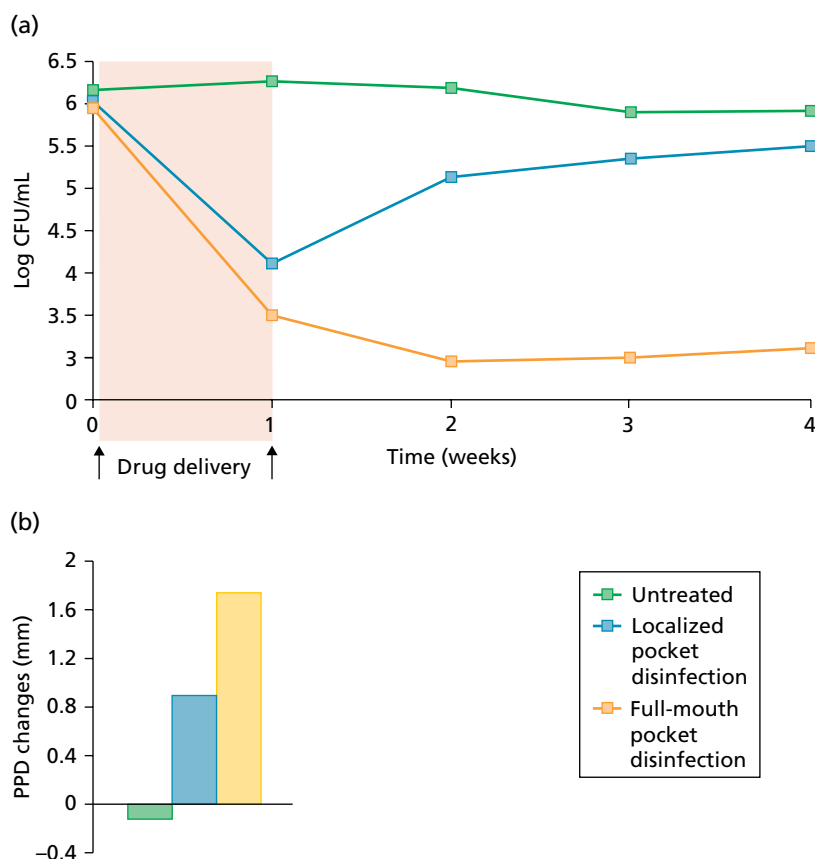 (a)
6.5
6
5.5
5
4.5
4
3.5
3
0
Log CFU/mL
0 1 2 3 4
Drug delivery
Time (weeks)
(b)
2
1.6
1.2
0.8
0.4
0
−0.4
PPD changes (mm)
Untreated
Localized
pocket
disinfection
Full-mouth
pocket
disinfection